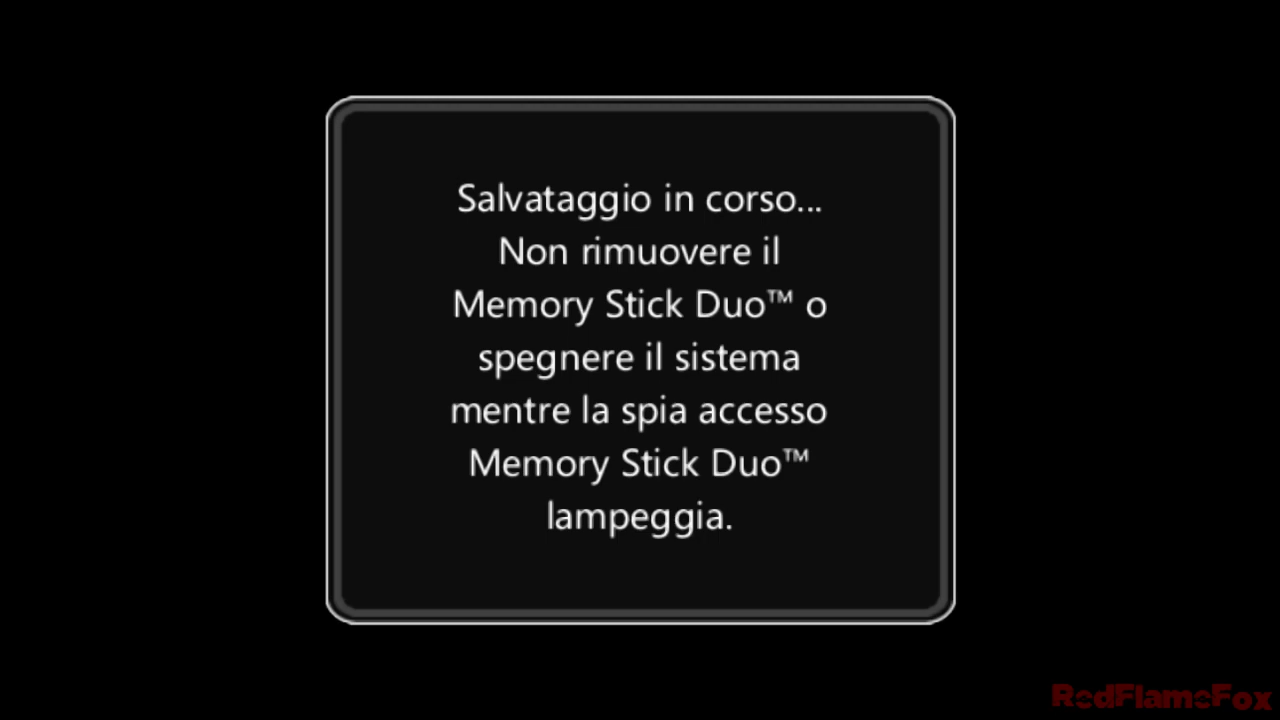 Salvataggio in corso...
Non rimuovere il
Memory Stick Duo™ o
spegnere il sistema
mentre la spia accesso
Memory Stick Duo™
lampeggia.
RedFlameFox